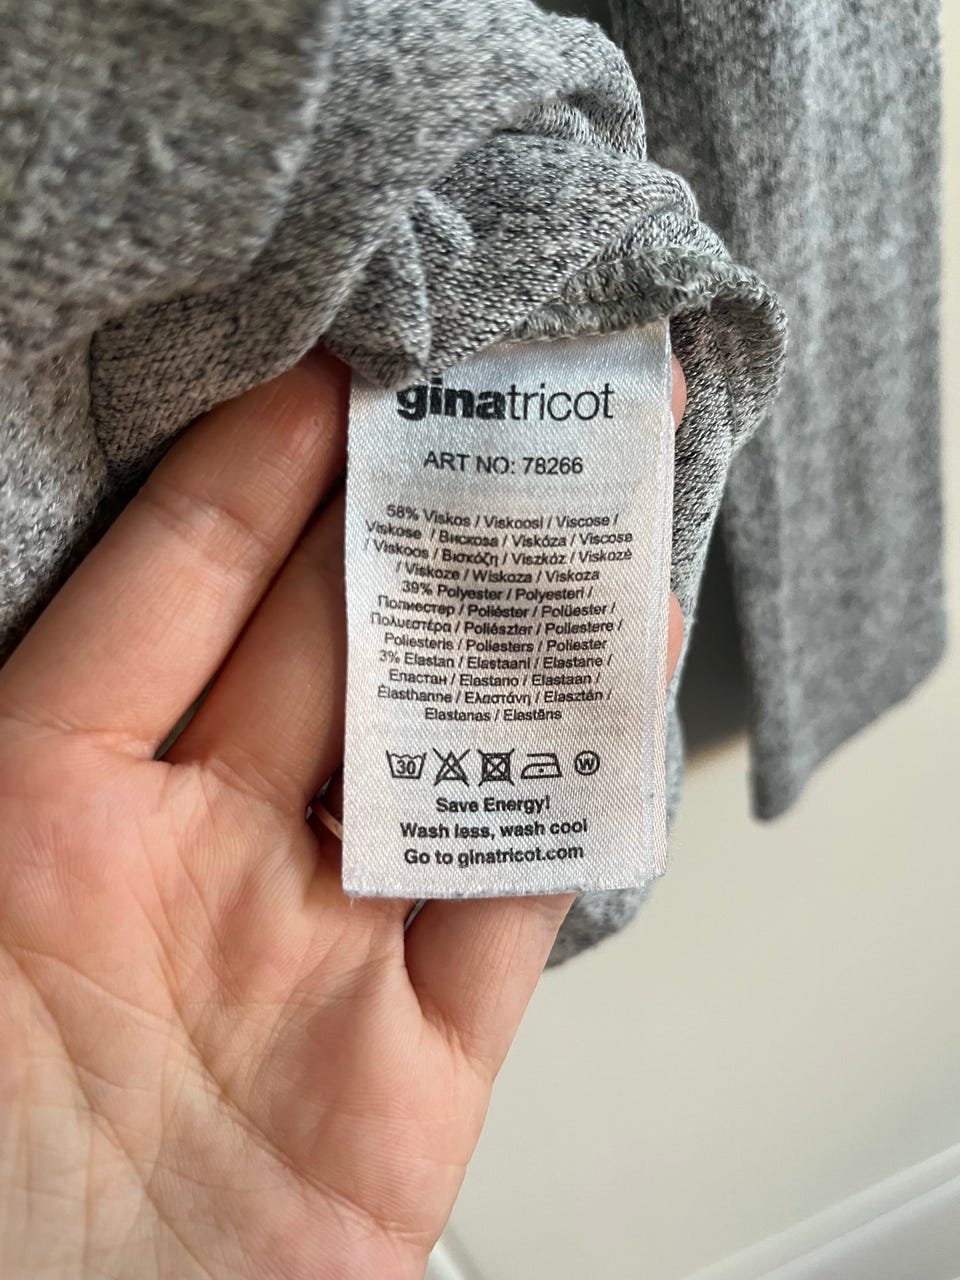 ginatricot
ART NO: 78266
58% Viskos / Viskoosi / Viscose /
Viskose / Вискоза / Viskóza / Viscosa
/ Viskoos / Βισκόζη / Viszkóz / Viskozė
/ Viskoze / Wiskoza / Viskoza
39% Polyester / Polyesteri /
Полиестер / Poliéster / Polüester /
Πολυεστέρα / Poliészter / Poliestere /
Poliesteris / Poliesters / Poliester
3% Elastan / Elastaani / Elastane /
Еластан / Elastano / Elastaan /
Élasthanne / Ελαστάνη / Elasztán /
Elastanas / Elastāns
30 W
Save Energy!
Wash less, wash cool
Go to ginatricot.com